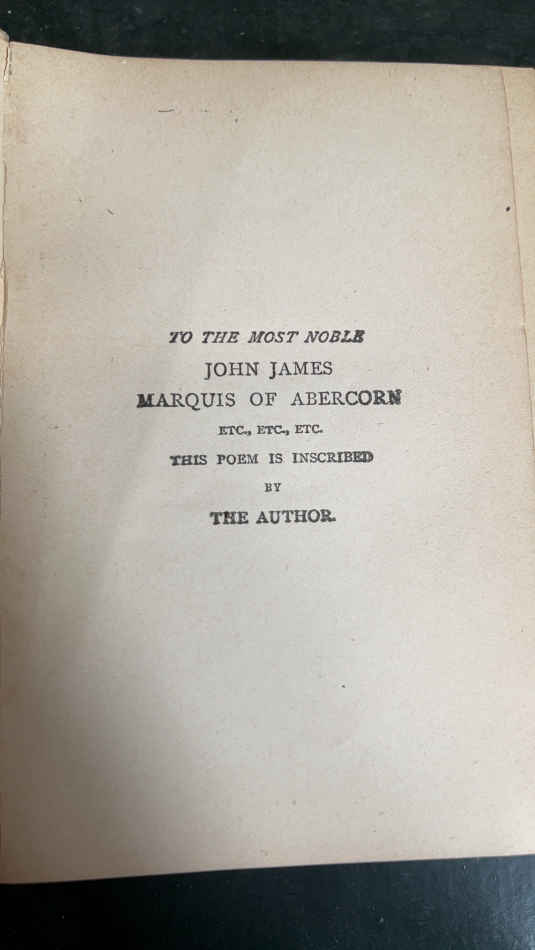 TO THE MOST NOBLE
JOHN JAMES
MARQUIS OF ABERCORN
ETC., ETC., ETC.
THIS POEM IS INSCRIBED
BY
THE AUTHOR.